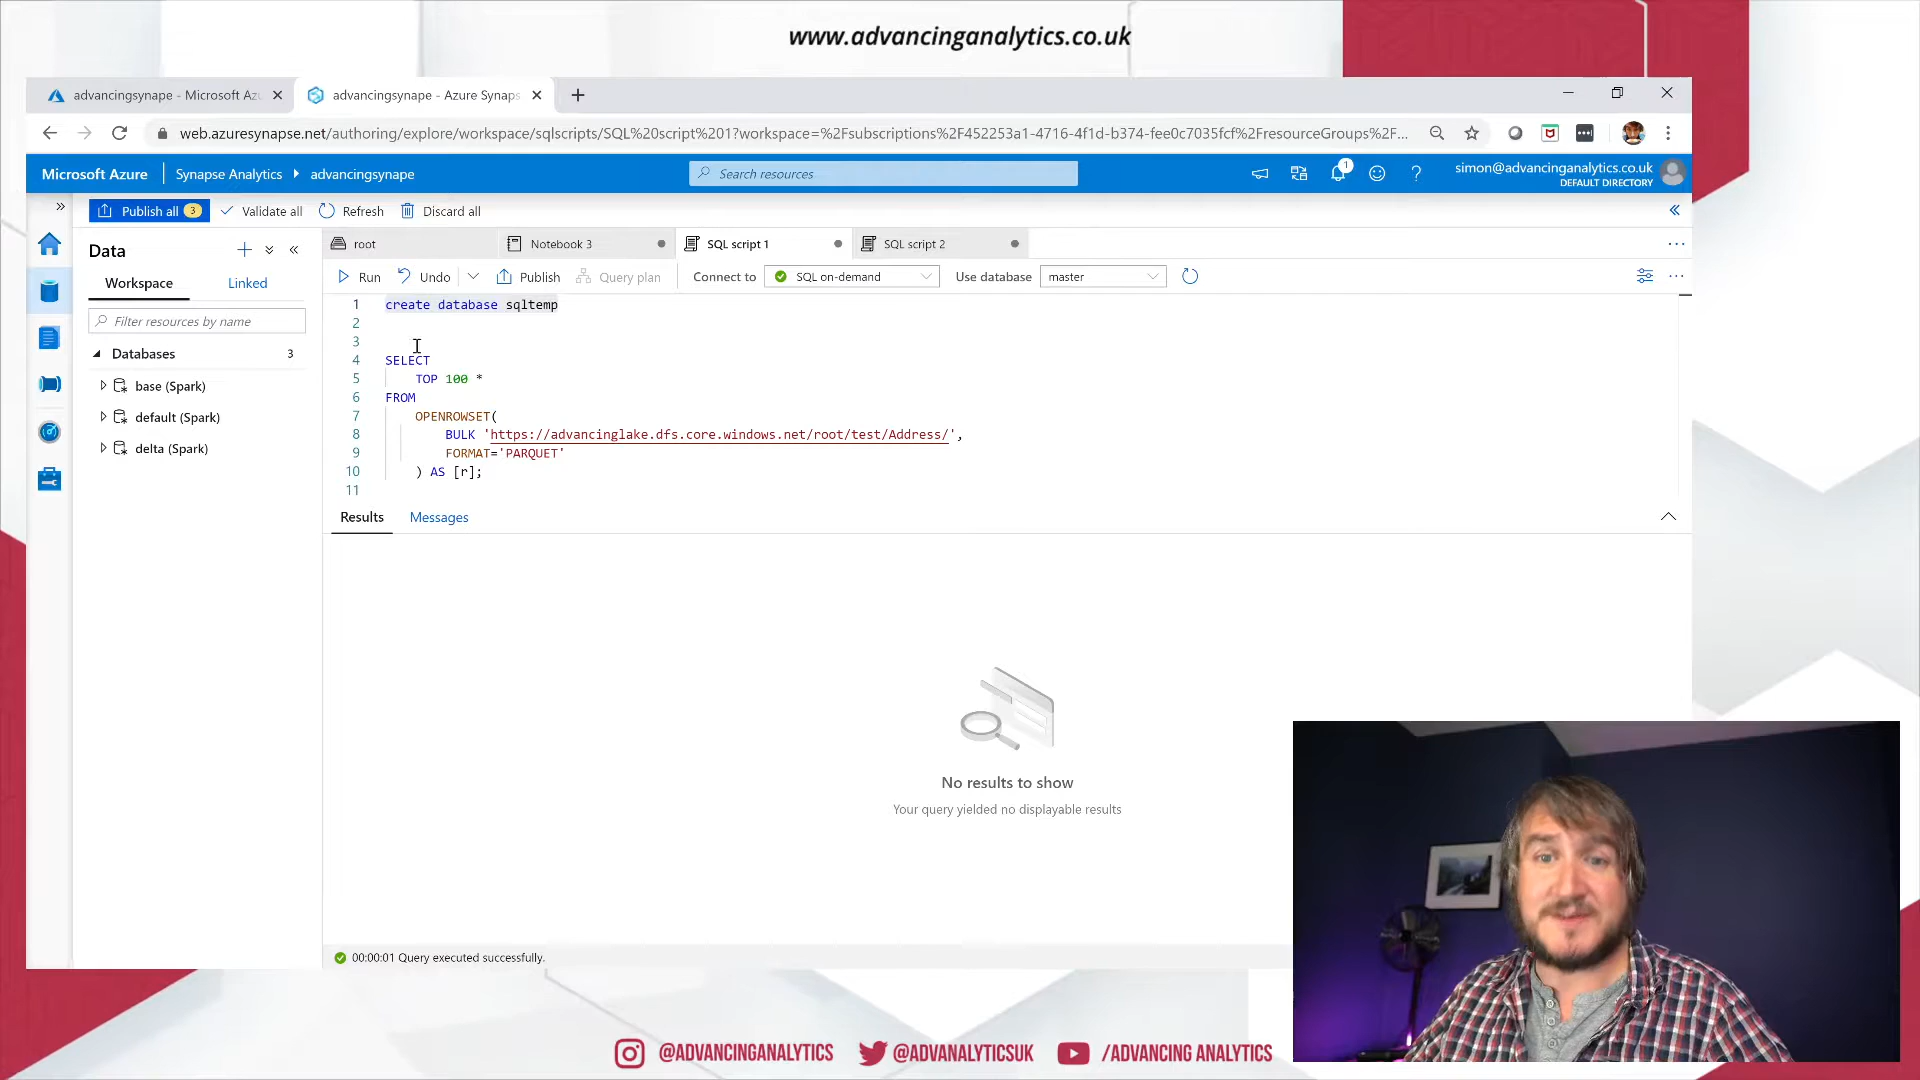 www.advancinganalytics.co.uk
advancingsynape - Microsoft Az
advancingsynape - Azure Synaps
web.azuresynapse.net/authoring/explore/workspace/sqlscripts/SQL%20script%201?workspace=%2Fsubscriptions%2F452253a1-4716-4f1d-b374-fee0c7035fcf%2FresourceGroups%2F...
Microsoft Azure
Synapse Analytics
advancingsynape
Search resources
1
simon@advancinganalytics.co.uk
DEFAULT DIRECTORY
Publish all 3
Validate all
Refresh
Discard all
Data
Workspace
Linked
Filter resources by name
Databases 3
base (Spark)
default (Spark)
delta (Spark)
root
Notebook 3
SQL script 1
SQL script 2
Run
Undo
Publish
Query plan
Connect to
SQL on-demand
Use database
master
1 create database sqltemp
2
3
4 SELECT
5 TOP 100 *
6 FROM
7 OPENROWSET(
8 BULK 'https://advancinglake.dfs.core.windows.net/root/test/Address/',
9 FORMAT='PARQUET'
10 ) AS [r];
11
Results
Messages
No results to show
Your query yielded no displayable results
00:00:01 Query executed successfully.
@ADVANCINGANALYTICS
@ADVANALYTICSUK
/ADVANCING ANALYTICS